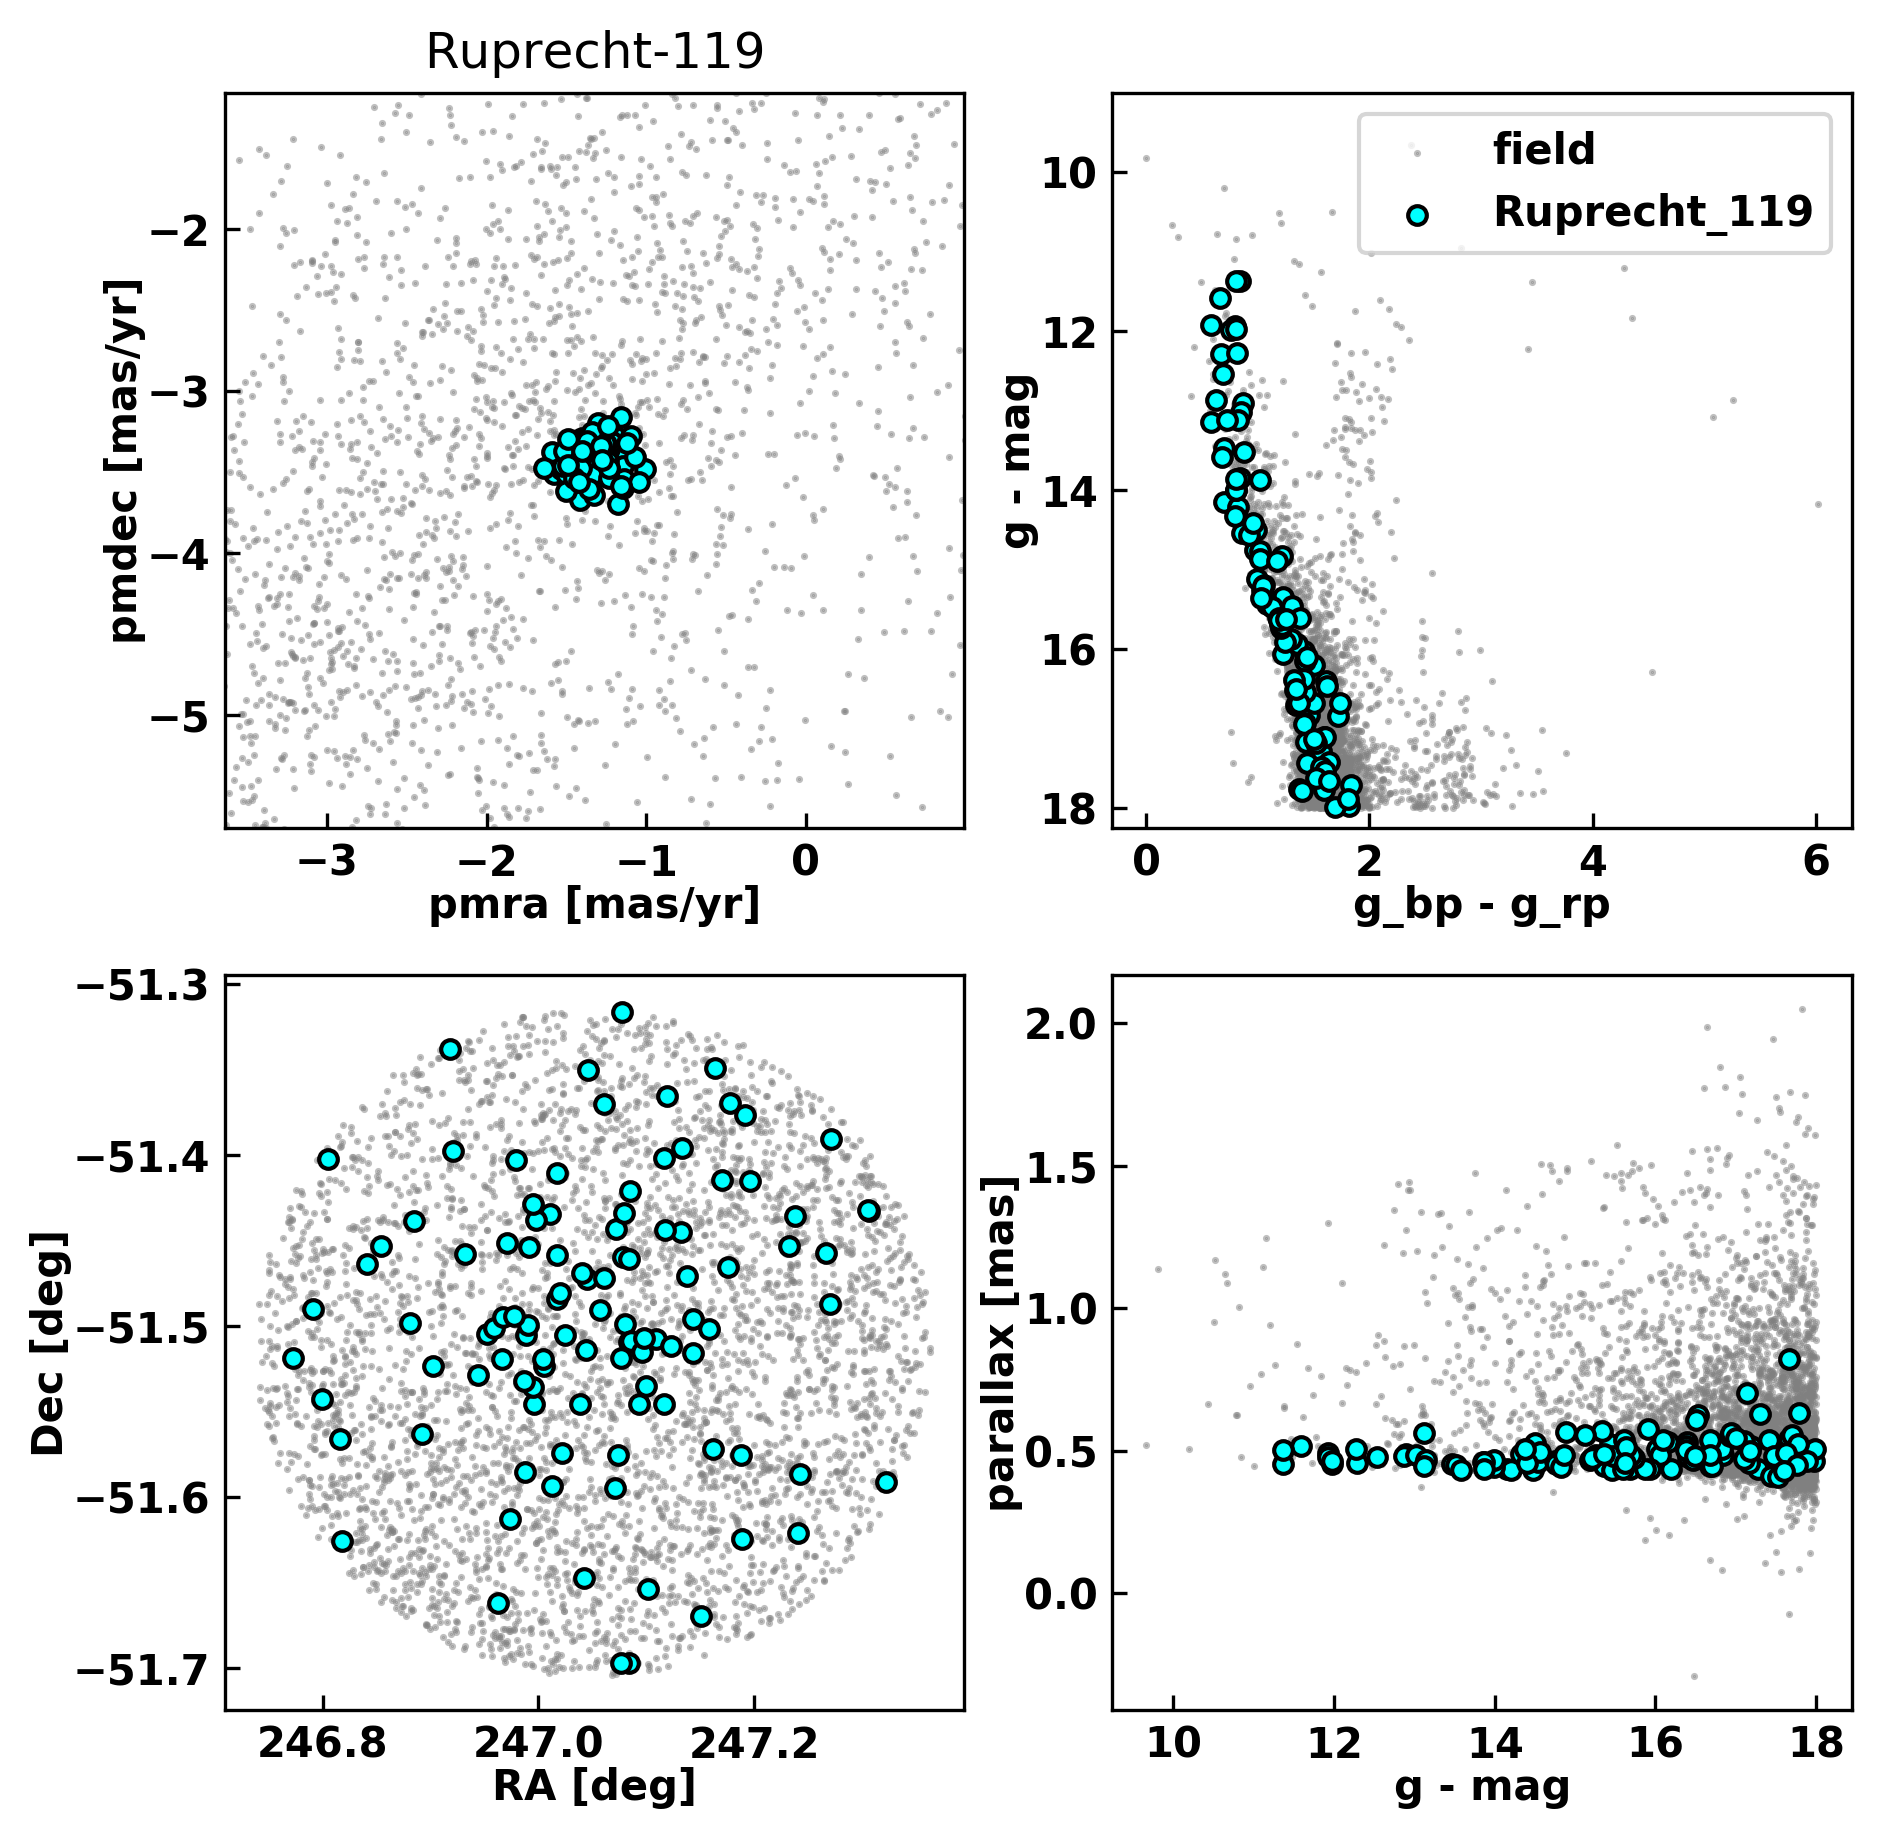 Ruprecht-119
−2
−3
−4
−5
pmdec [mas/yr]
−3 −2 −1 0
pmra [mas/yr]
field
Ruprecht_119
10
12
14
16
18
g - mag
0 2 4 6
g_bp - g_rp
−51.3
−51.4
−51.5
−51.6
−51.7
Dec [deg]
246.8 247.0 247.2
RA [deg]
2.0
1.5
1.0
0.5
0.0
parallax [mas]
10 12 14 16 18
g - mag